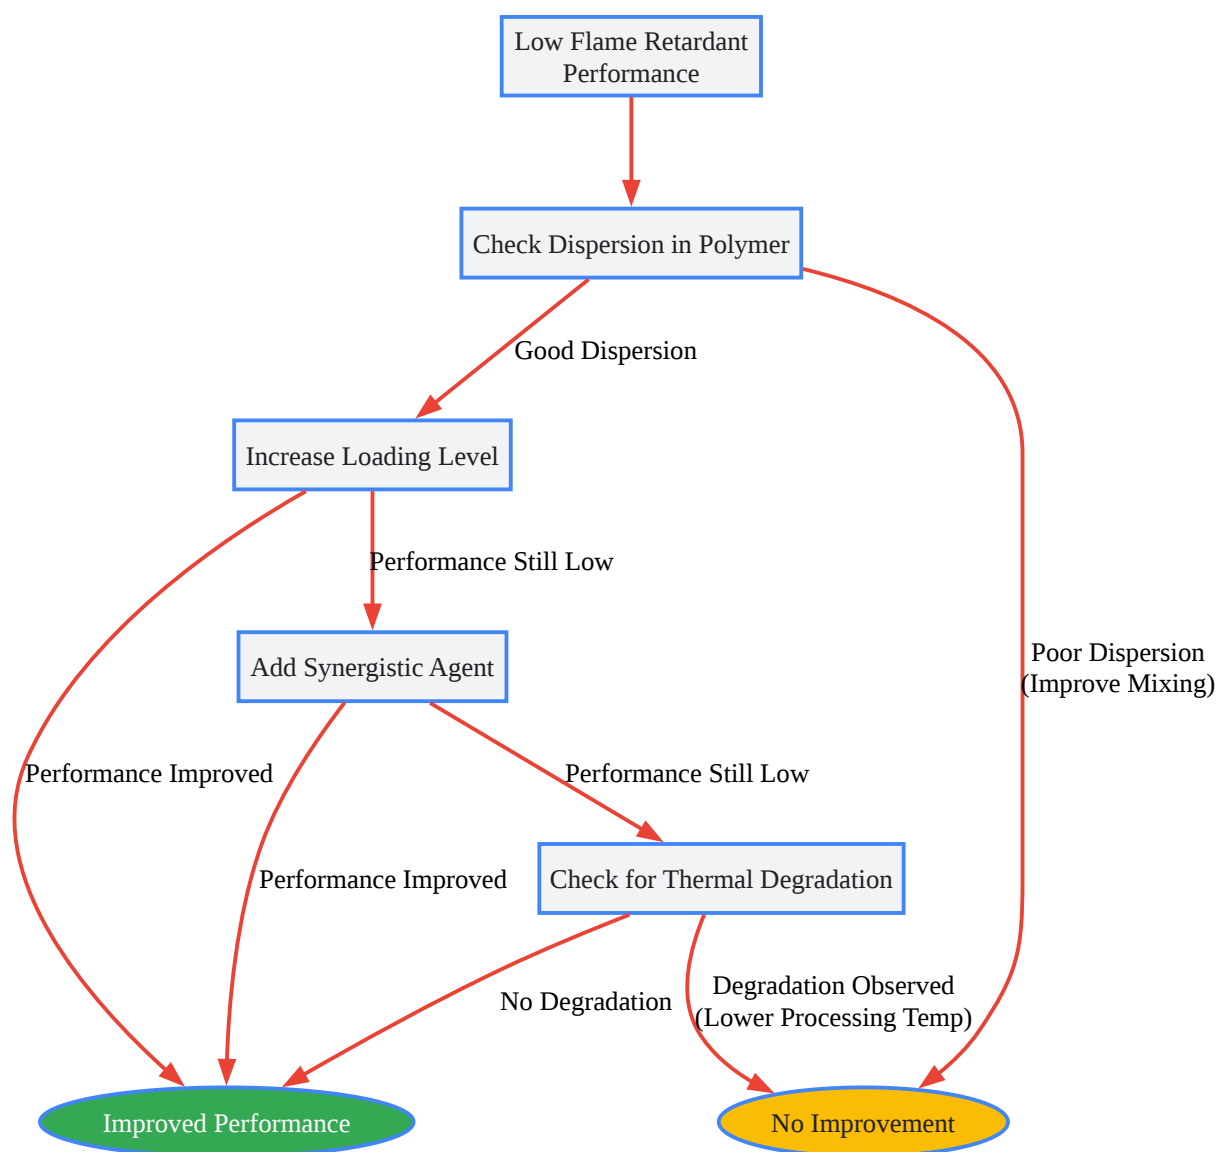 Low Flame Retardant
Performance
Check Dispersion in Polymer
Good Dispersion
Increase Loading Level
Performance Still Low
Poor Dispersion
(Improve Mixing)
Add Synergistic Agent
Performance Improved
Performance Still Low
Performance Improved
Check for Thermal Degradation
No Degradation
Degradation Observed
(Lower Processing Temp)
Improved Performance
No Improvement